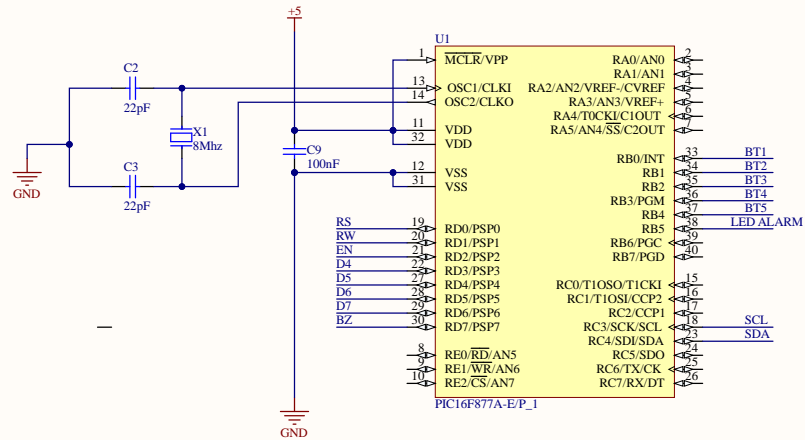 +5
U1
C2
22pF
X1
8Mhz
C3
22pF
GND
C9
100nF
GND
1 MCLR/VPP
13 OSC1/CLKI
14 OSC2/CLKO
11 VDD
32 VDD
12 VSS
31 VSS
RS 19 RD0/PSP0
RW 20 RD1/PSP1
EN 21 RD2/PSP2
D4 22 RD3/PSP3
D5 27 RD4/PSP4
D6 28 RD5/PSP5
D7 29 RD6/PSP6
BZ 30 RD7/PSP7
8 RE0/RD/AN5
9 RE1/WR/AN6
10 RE2/CS/AN7
RA0/AN0 2
RA1/AN1 3
RA2/AN2/VREF-/CVREF 4
RA3/AN3/VREF+ 5
RA4/T0CKI/C1OUT 6
RA5/AN4/SS/C2OUT 7
RB0/INT 33 BT1
RB1 34 BT2
RB2 35 BT3
RB3/PGM 36 BT4
RB4 37 BT5
RB5 38 LED ALARM
RB6/PGC 39
RB7/PGD 40
RC0/T1OSO/T1CKI 15
RC1/T1OSI/CCP2 16
RC2/CCP1 17
RC3/SCK/SCL 18 SCL
RC4/SDI/SDA 23 SDA
RC5/SDO 24
RC6/TX/CK 25
RC7/RX/DT 26
PIC16F877A-E/P_1